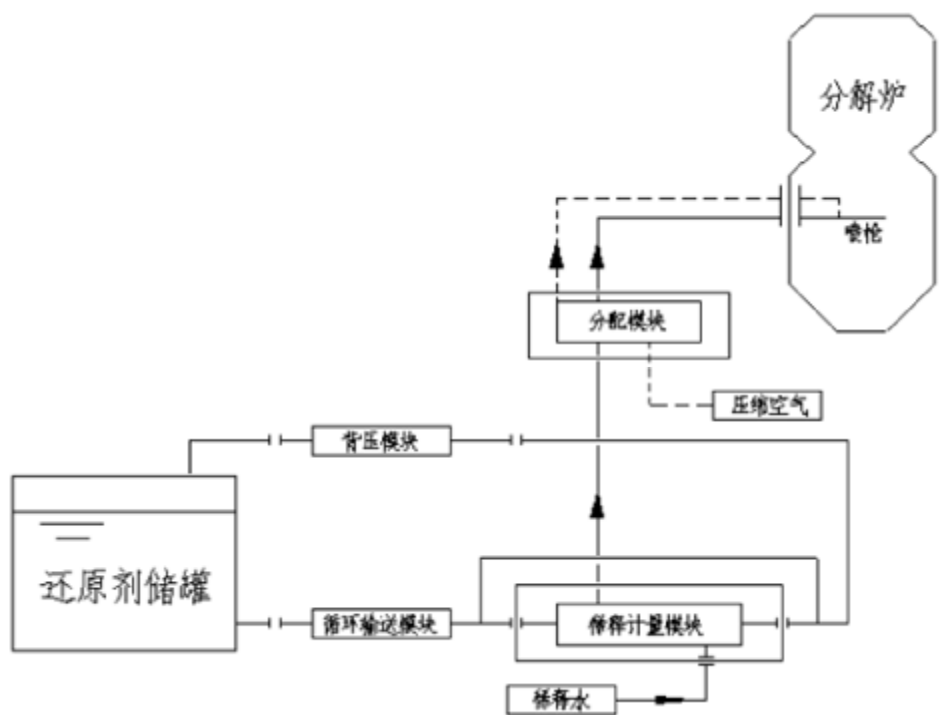 分解炉
喷枪
分配模块
压缩空气
背压模块
还原剂储罐
循环输送模块
稀释计量模块
稀释水